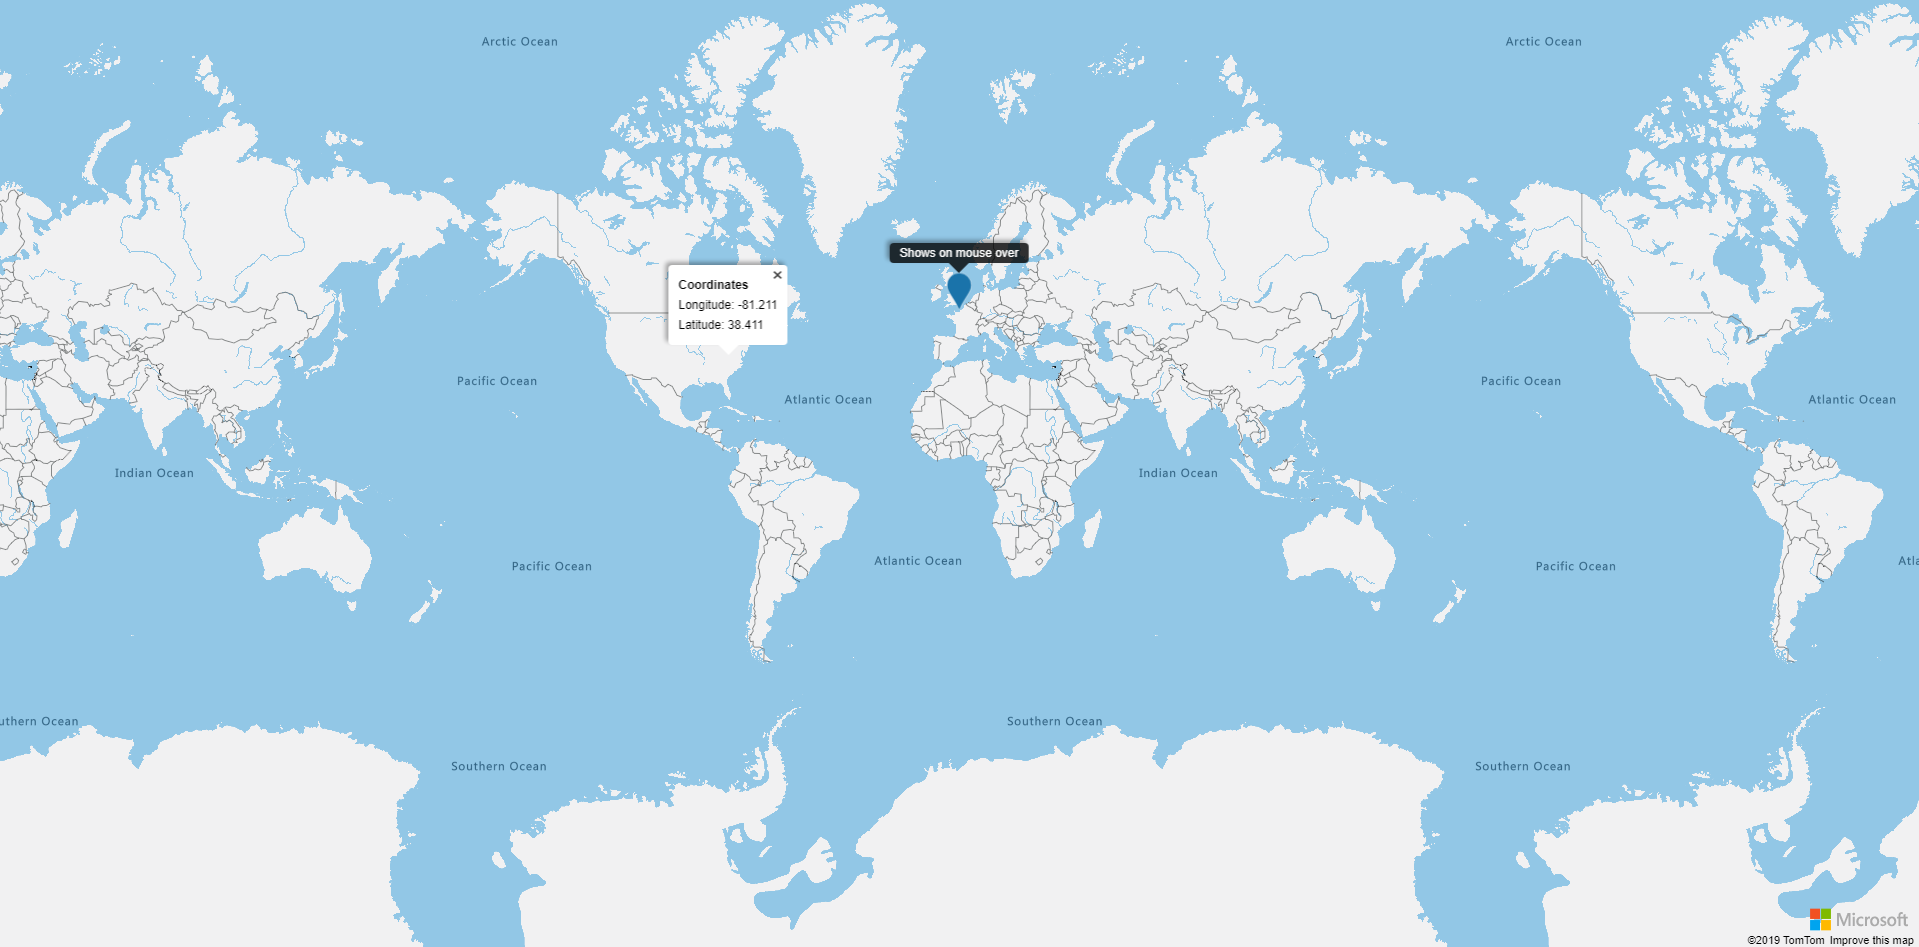 Arctic Ocean
Arctic Ocean
Shows on mouse over
×
Coordinates
Longitude: -81.211
Latitude: 38.411
Pacific Ocean
Pacific Ocean
Atlantic Ocean
Atlantic Ocean
Indian Ocean
Indian Ocean
Atlantic Ocean
Atla
Pacific Ocean
Pacific Ocean
uthern Ocean
Southern Ocean
Southern Ocean
Southern Ocean
Microsoft
©2019 TomTom Improve this map